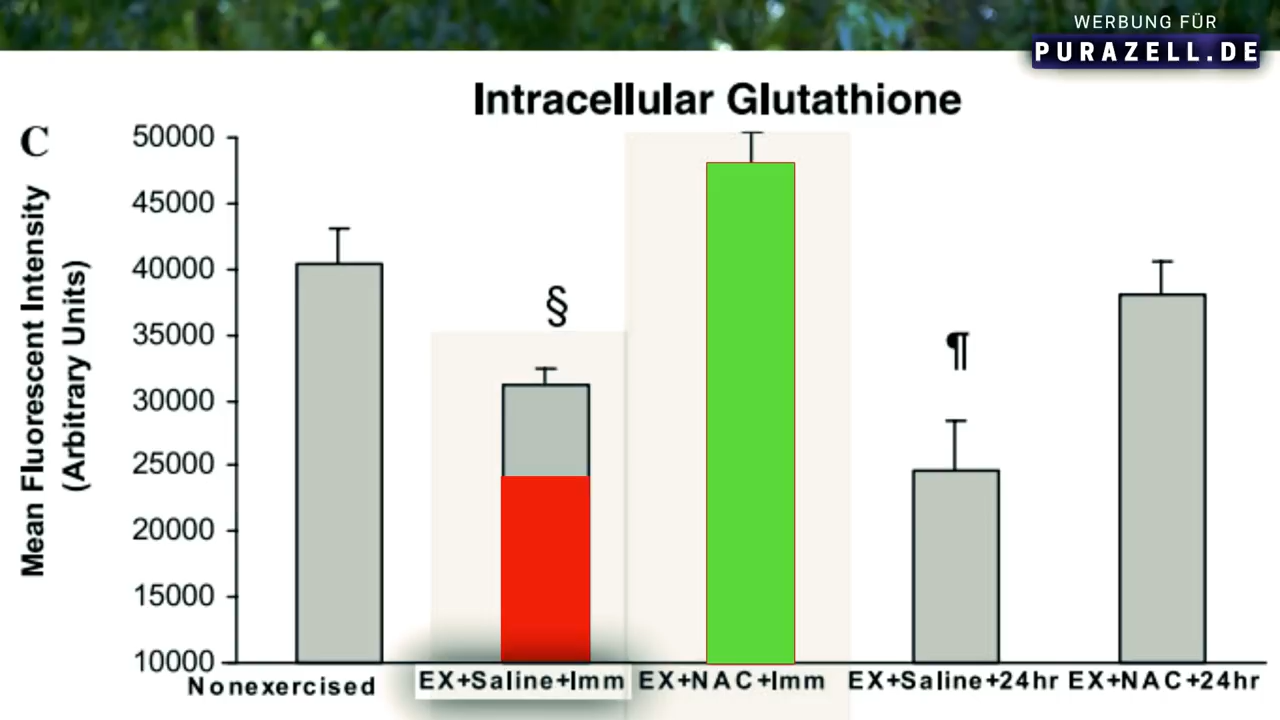 WERBUNG FÜR
PURAZELL.DE
Intracellular Glutathione
C
Mean Fluorescent Intensity
(Arbitrary Units)
50000
45000
40000
35000
30000
25000
20000
15000
10000
§
¶
Nonexercised EX+Saline+Imm EX+NAC+Imm EX+Saline+24hr EX+NAC+24hr